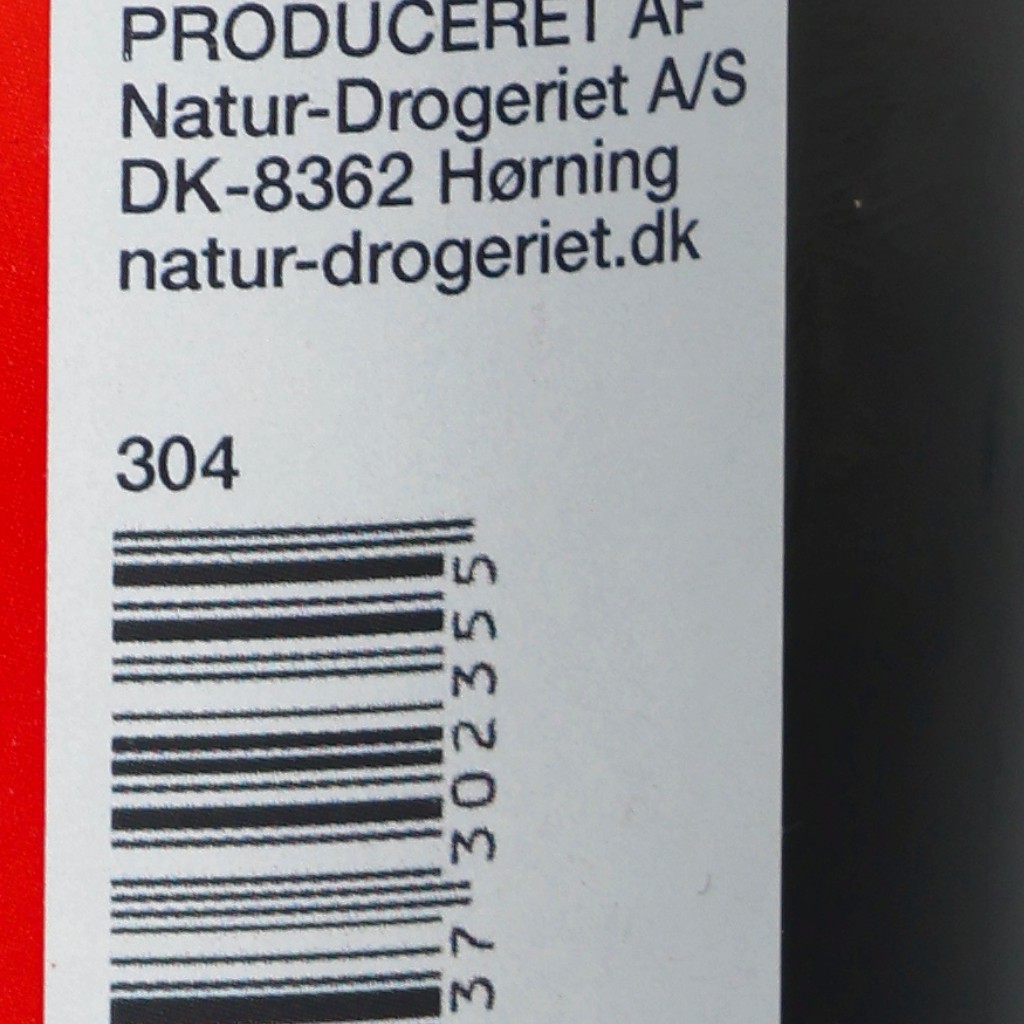 PRODUCERET AF
Natur-Drogeriet A/S
DK-8362 Hørning
natur-drogeriet.dk
304
37 302355